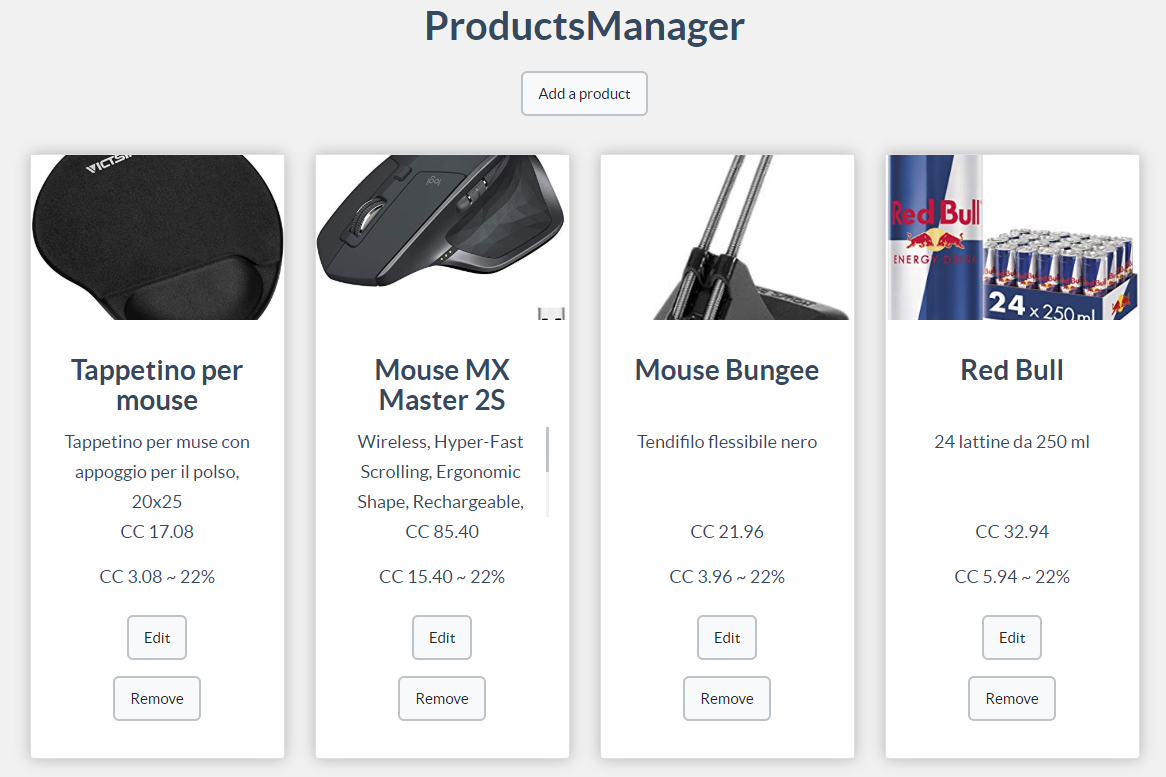 ProductsManager
Add a product
logi
Red Bull
ENERGY DRINK
24 x 250 ml
Tappetino per
mouse
Tappetino per muse con
appoggio per il polso,
20x25
CC 17.08
CC 3.08 ~ 22%
Edit
Remove
Mouse MX
Master 2S
Wireless, Hyper-Fast
Scrolling, Ergonomic
Shape, Rechargeable,
CC 85.40
CC 15.40 ~ 22%
Edit
Remove
Mouse Bungee
Tendifilo flessibile nero
CC 21.96
CC 3.96 ~ 22%
Edit
Remove
Red Bull
24 lattine da 250 ml
CC 32.94
CC 5.94 ~ 22%
Edit
Remove